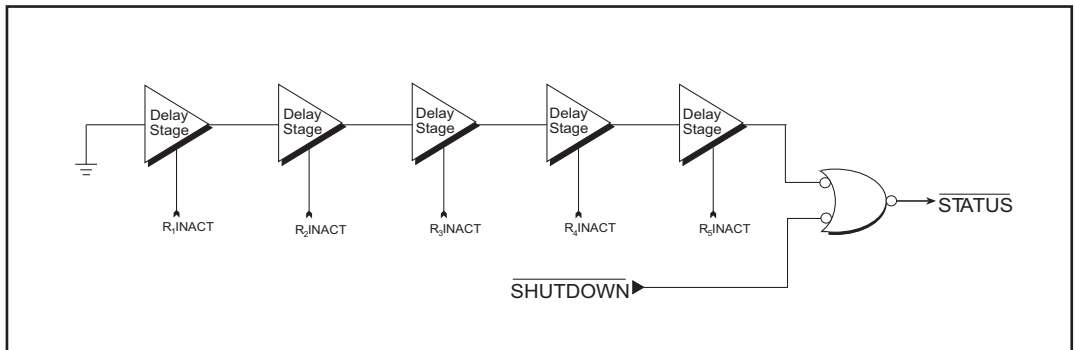 Delay
Stage
Delay
Stage
Delay
Stage
Delay
Stage
Delay
Stage
R₁INACT
R₂INACT
R₃INACT
R₄INACT
R₅INACT
STATUS
SHUTDOWN